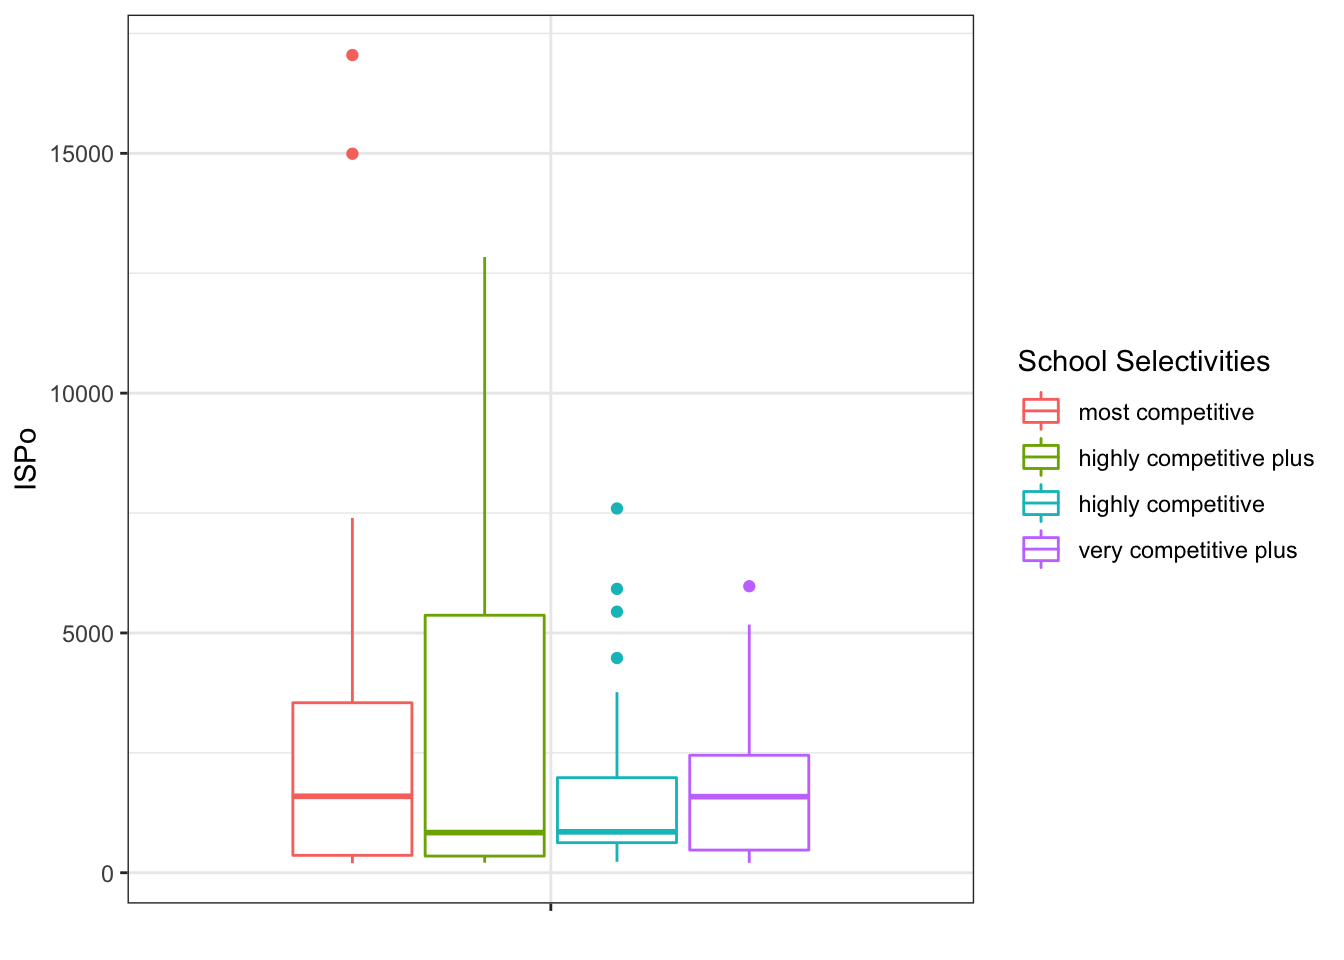 15000
10000
5000
0
ISPo
School Selectivities
most competitive
highly competitive plus
highly competitive
very competitive plus